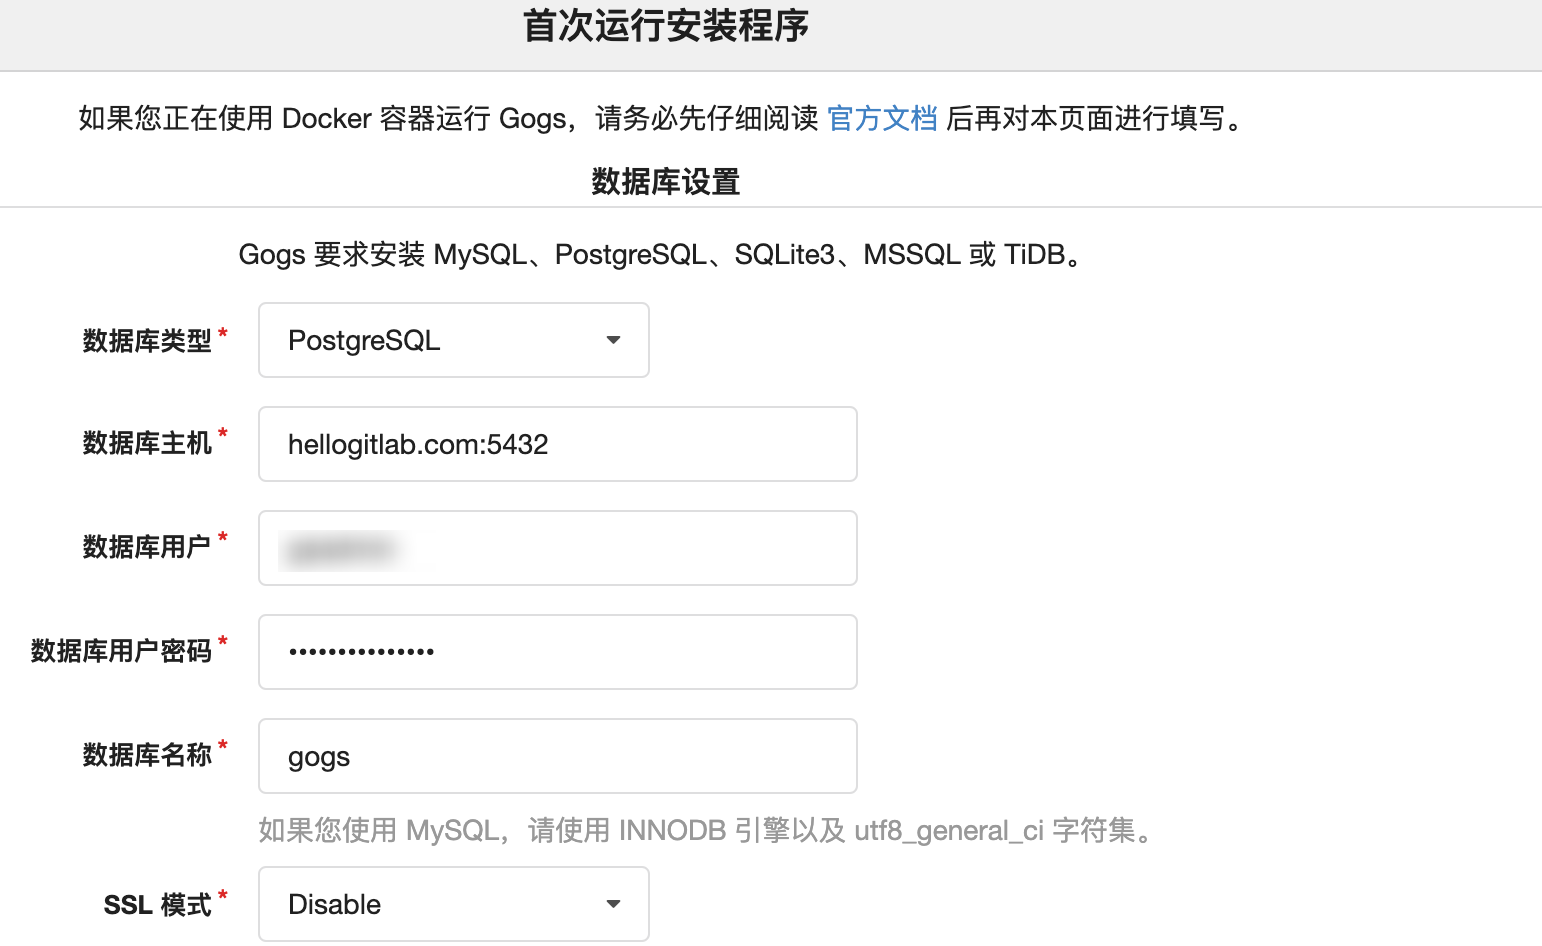 首次运行安装程序
如果您正在使用 Docker 容器运行 Gogs，请务必先仔细阅读 官方文档 后再对本页面进行填写。
数据库设置
Gogs 要求安装 MySQL、PostgreSQL、SQLite3、MSSQL 或 TiDB。
数据库类型* PostgreSQL
数据库主机* hellogitlab.com:5432
数据库用户*
数据库用户密码* •••••••••••••••
数据库名称* gogs
如果您使用 MySQL，请使用 INNODB 引擎以及 utf8_general_ci 字符集。
SSL 模式* Disable